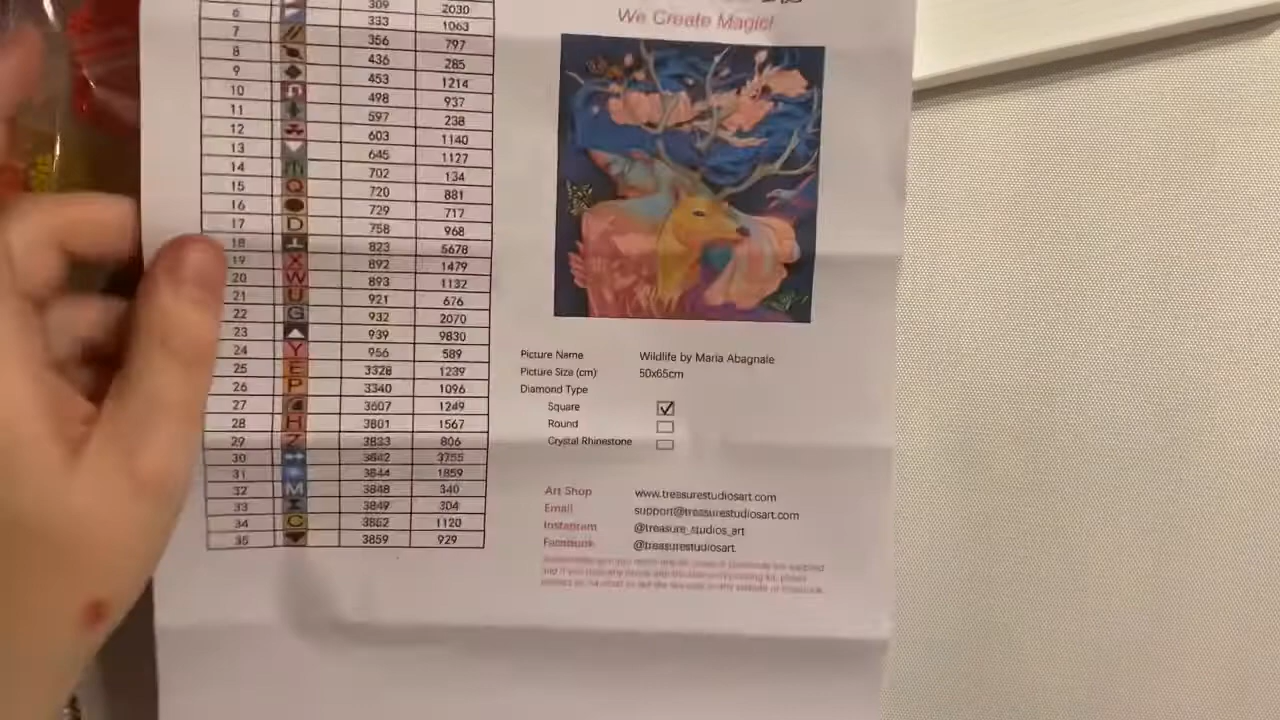 We Create Magic!
6 309 2030
7 333 1063
8 356 797
9 436 285
10 453 1214
11 498 937
12 597 238
13 603 1140
14 645 1127
15 Q 702 134
16 720 881
17 D 729 717
18 758 968
19 X 823 5678
20 W 892 1479
21 U 893 1132
22 G 921 676
23 932 2070
24 Y 939 9830
25 E 956 589
26 P 3328 1239
27 3340 1096
28 H 3607 1249
29 Z 3801 1567
30 3833 806
31 3842 3755
32 M 3844 1859
33 3848 340
34 C 3849 304
35 3852 1120
3859 929
Picture Name Wildlife by Maria Abagnale
Picture Size (cm) 50x65cm
Diamond Type
Square
Round
Crystal Rhinestone
Art Shop www.treasurestudiosart.com
Email support@treasurestudiosart.com
Instagram @treasure_studios_art
Facebook @treasurestudiosart